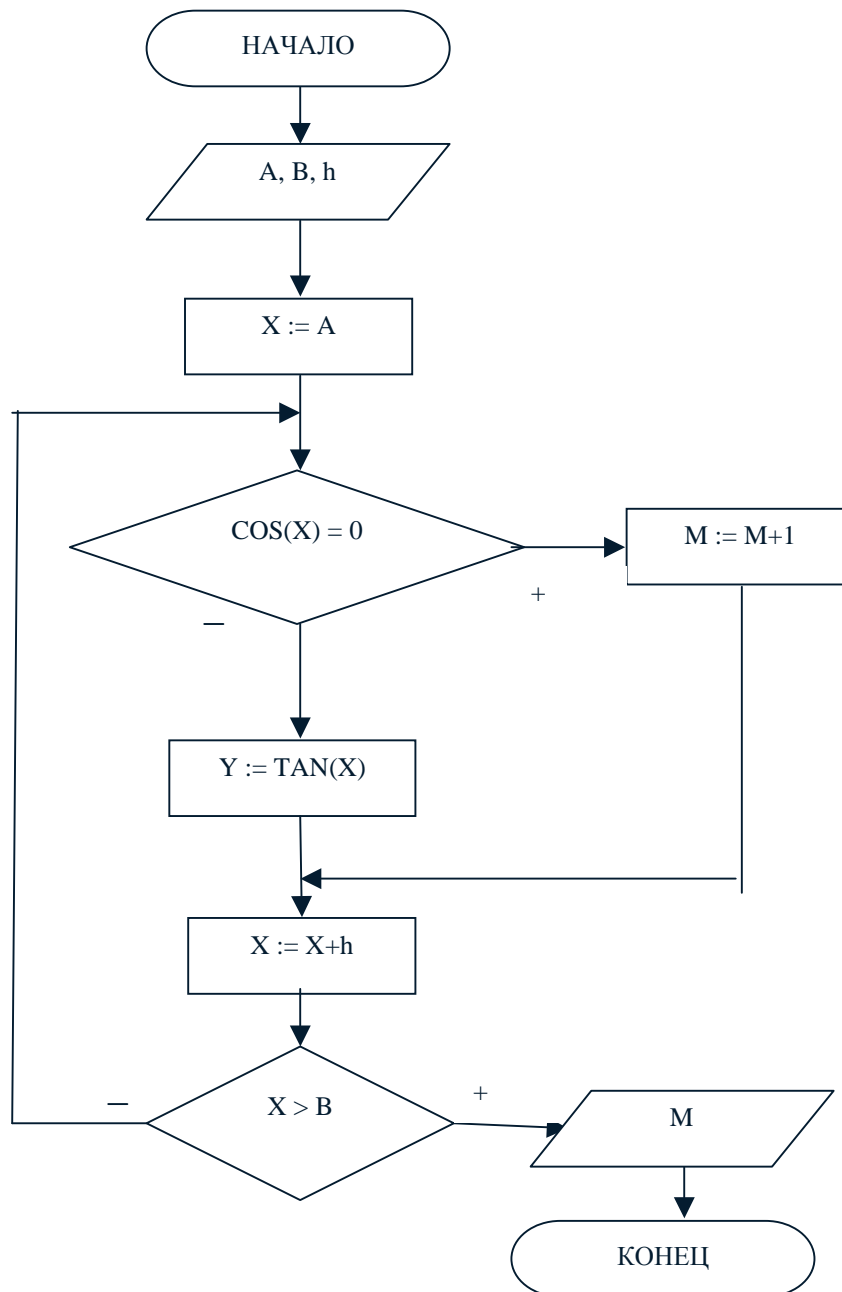 НАЧАЛО
A, B, h
X := A
COS(X) = 0
M := M+1
+
–
Y := TAN(X)
X := X+h
–
X > B
+
M
КОНЕЦ